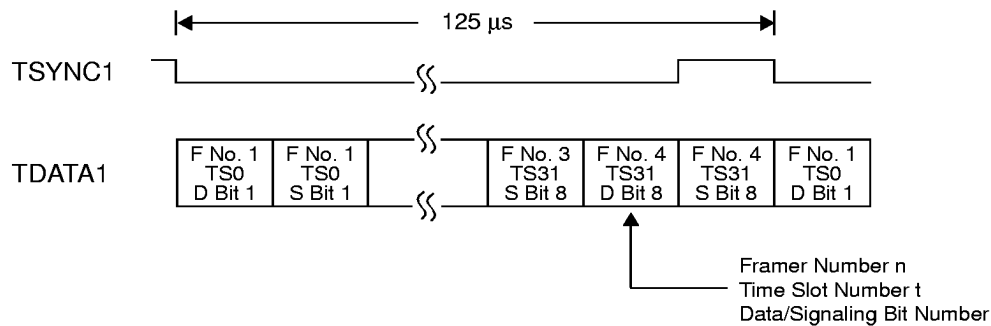 125 μs
TSYNC1
TDATA1
F No. 1
TS0
D Bit 1
F No. 1
TS0
S Bit 1
F No. 3
TS31
S Bit 8
F No. 4
TS31
D Bit 8
F No. 4
TS31
S Bit 8
F No. 1
TS0
D Bit 1
Framer Number n
Time Slot Number t
Data/Signaling Bit Number